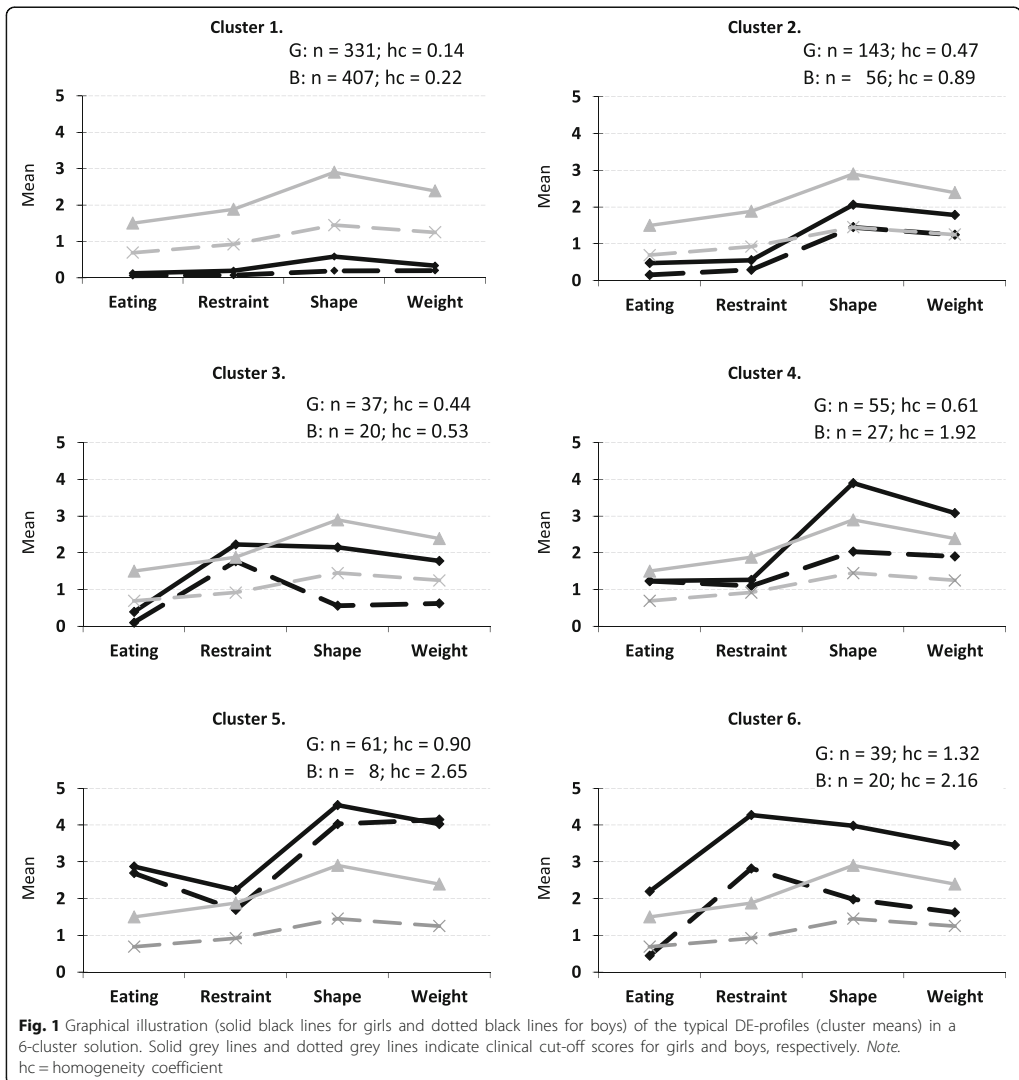 Cluster 1.
G: n = 331; hc = 0.14
B: n = 407; hc = 0.22
5
4
3
2
1
0
Mean
Eating Restraint Shape Weight
Cluster 2.
G: n = 143; hc = 0.47
B: n = 56; hc = 0.89
5
4
3
2
1
0
Mean
Eating Restraint Shape Weight
Cluster 3.
G: n = 37; hc = 0.44
B: n = 20; hc = 0.53
5
4
3
2
1
0
Mean
Eating Restraint Shape Weight
Cluster 4.
G: n = 55; hc = 0.61
B: n = 27; hc = 1.92
5
4
3
2
1
0
Mean
Eating Restraint Shape Weight
Cluster 5.
G: n = 61; hc = 0.90
B: n = 8; hc = 2.65
5
4
3
2
1
0
Mean
Eating Restraint Shape Weight
Cluster 6.
G: n = 39; hc = 1.32
B: n = 20; hc = 2.16
5
4
3
2
1
0
Mean
Eating Restraint Shape Weight
Fig. 1 Graphical illustration (solid black lines for girls and dotted black lines for boys) of the typical DE-profiles (cluster means) in a
6-cluster solution. Solid grey lines and dotted grey lines indicate clinical cut-off scores for girls and boys, respectively. Note.
hc = homogeneity coefficient